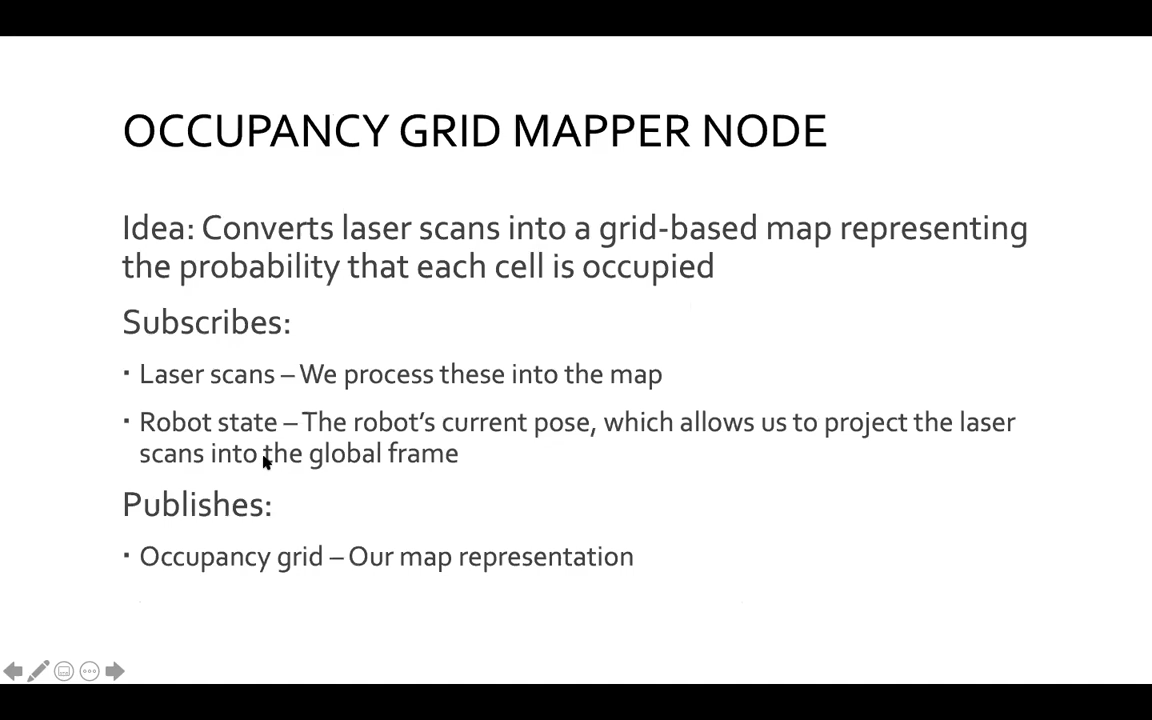 OCCUPANCY GRID MAPPER NODE
Idea: Converts laser scans into a grid-based map representing
the probability that each cell is occupied
Subscribes:
▪ Laser scans – We process these into the map
▪ Robot state – The robot’s current pose, which allows us to project the laser
scans into the global frame
Publishes:
▪ Occupancy grid – Our map representation